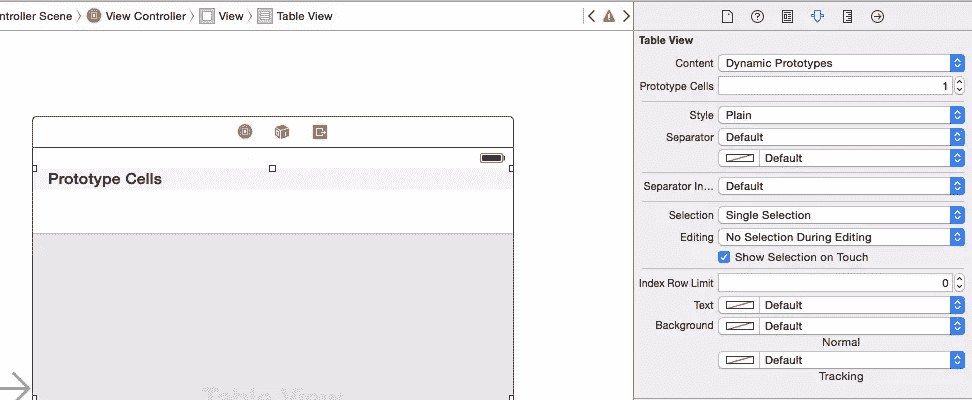 ntroller Scene View Controller View Table View
Prototype Cells
Table View
Table View
Content Dynamic Prototypes
Prototype Cells 1
Style Plain
Separator Default
Default
Separator In... Default
Selection Single Selection
Editing No Selection During Editing
Show Selection on Touch
Index Row Limit 0
Text Default
Background Default
Normal
Default
Tracking